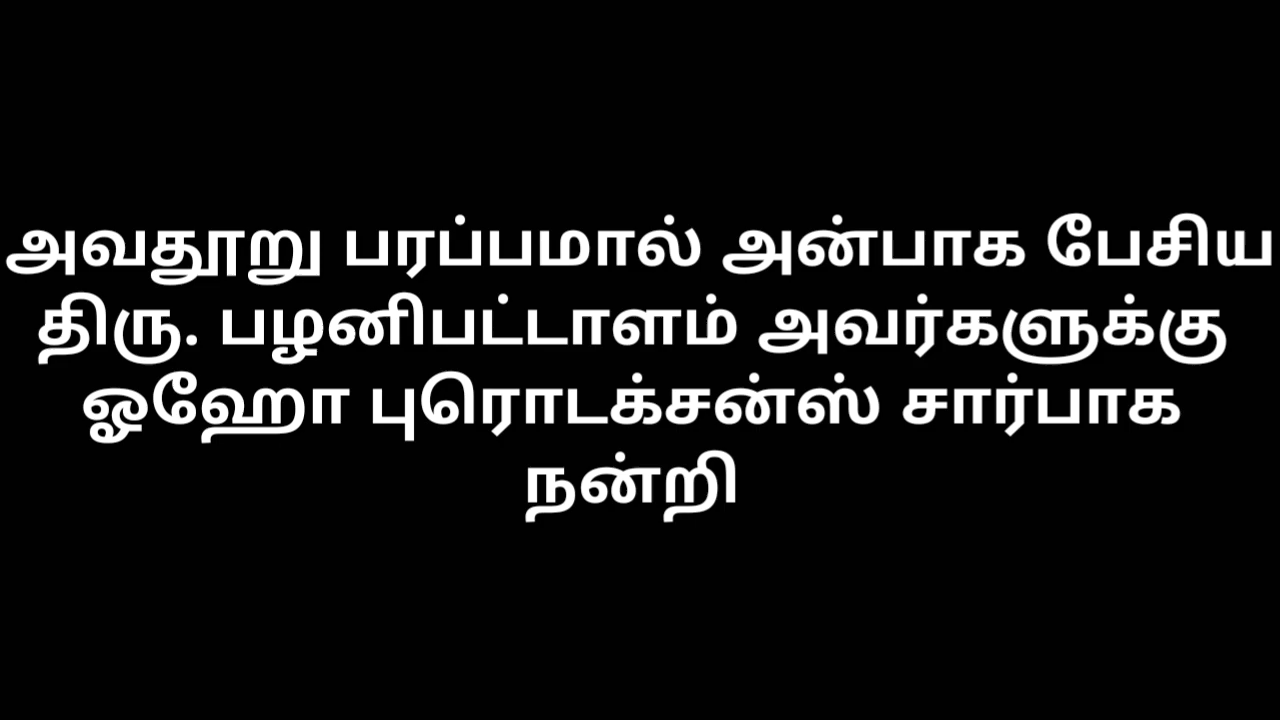 அவதூறு பரப்பமால் அன்பாக பேசிய
திரு. பழனிபட்டாளம் அவர்களுக்கு
ஓஹோ புரொடக்சன்ஸ் சார்பாக
நன்றி